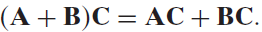 (A + B)C = AC + BC.